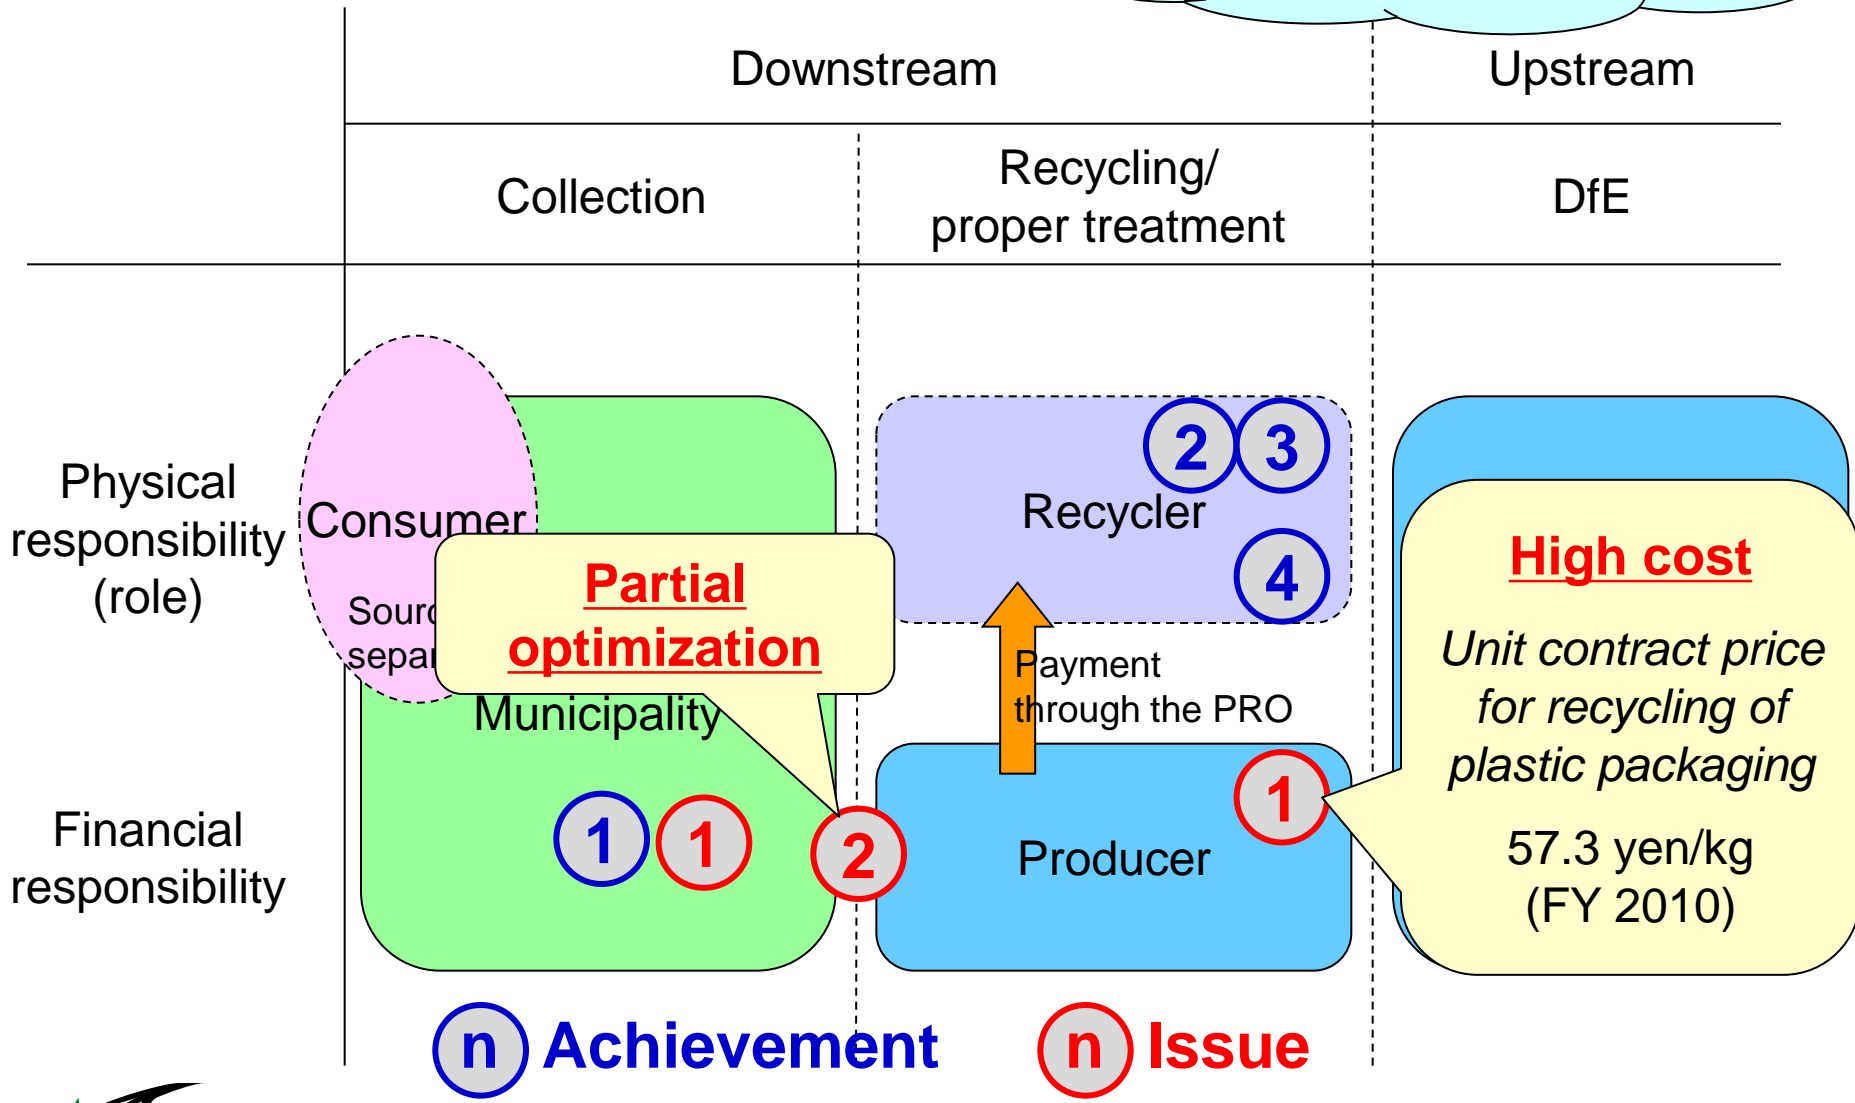 Downstream
Upstream
Collection
Recycling/
proper treatment
DfE
Physical
responsibility
(role)
Consumer
Partial
optimization
Municipality
2
3
Recycler
4
Payment
through the PRO
High cost
Unit contract price
for recycling of
plastic packaging
57.3 yen/kg
(FY 2010)
Financial
responsibility
1
1
2
Producer
1
n Achievement
n Issue